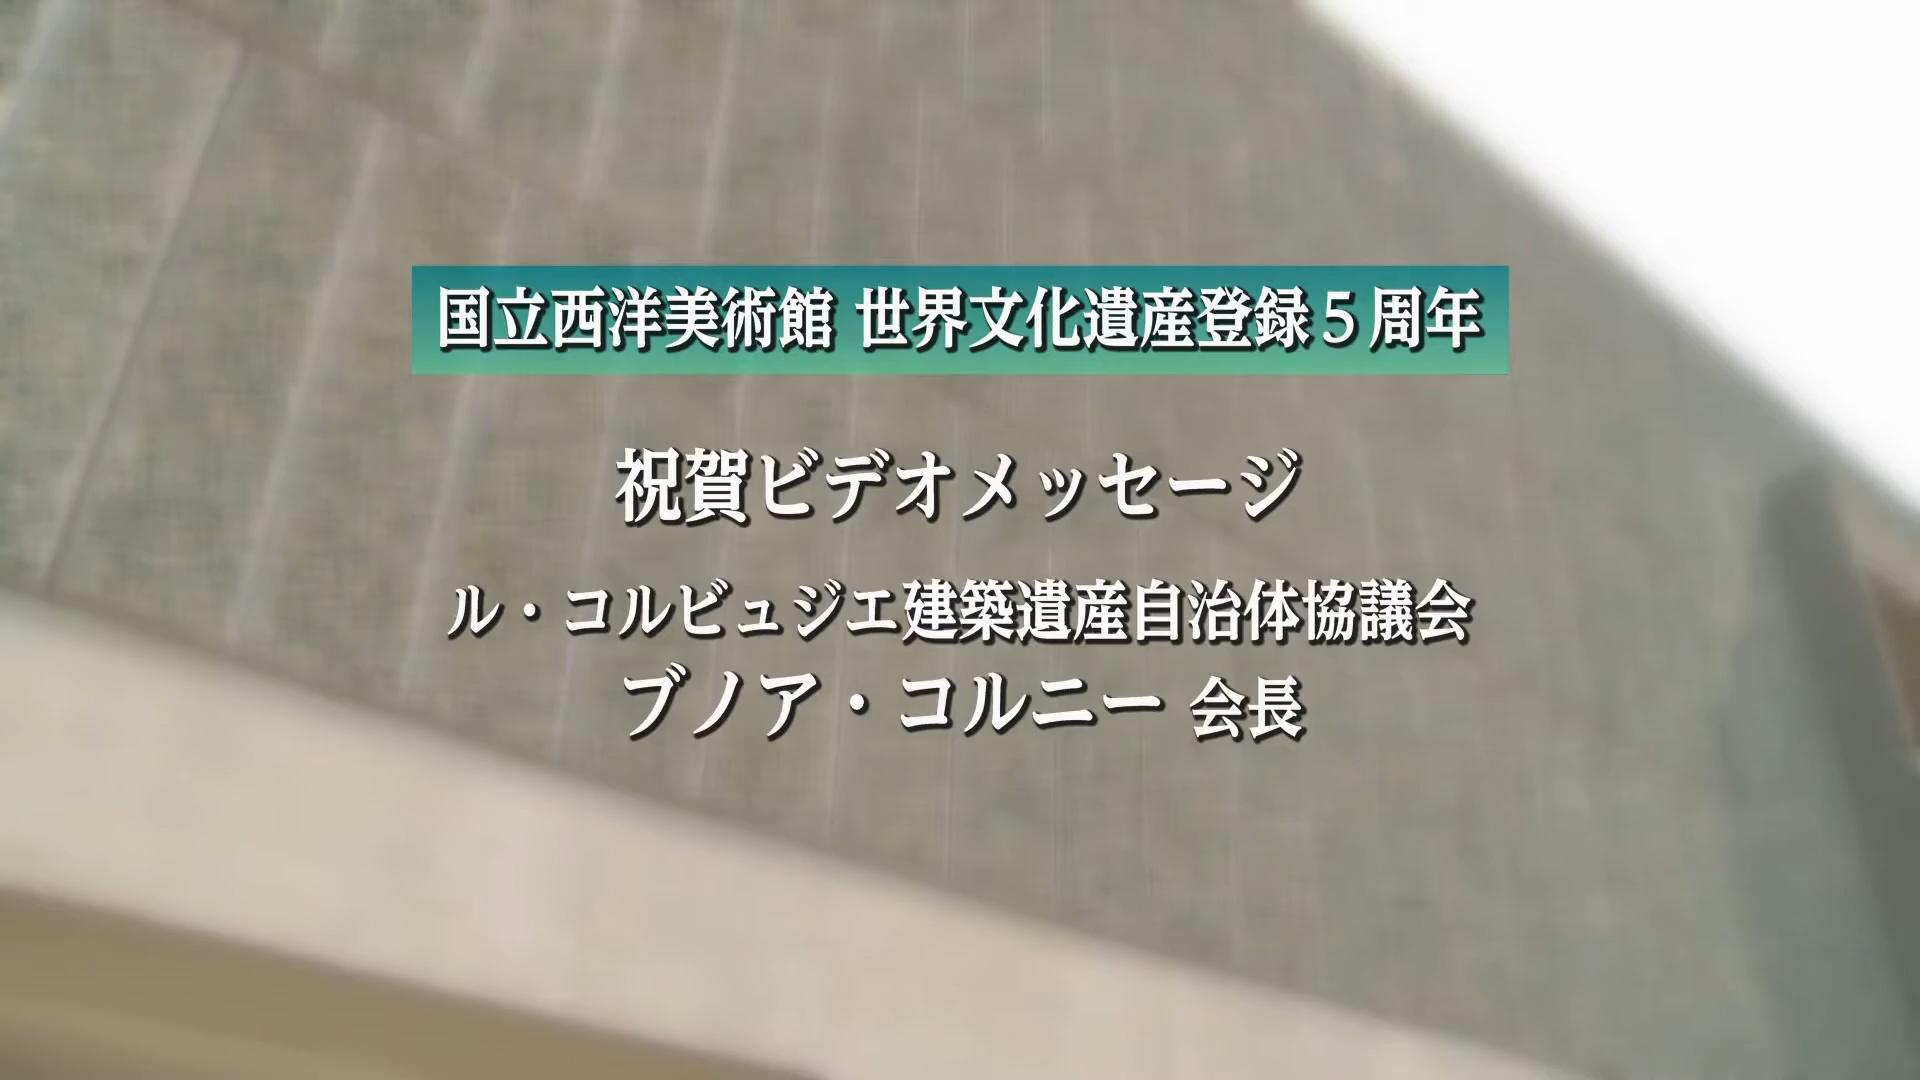 国立西洋美術館 世界文化遺産登録５周年
祝賀ビデオメッセージ
ル・コルビュジエ建築遺産自治体協議会
ブノア・コルニー 会長